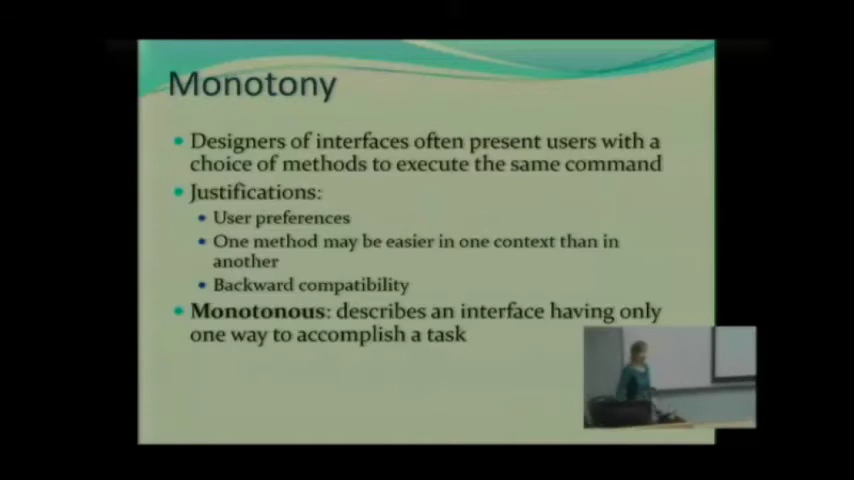 Monotony
Designers of interfaces often present users with a
choice of methods to execute the same command
Justifications:
User preferences
One method may be easier in one context than in
another
Backward compatibility
Monotonous: describes an interface having only
one way to accomplish a task